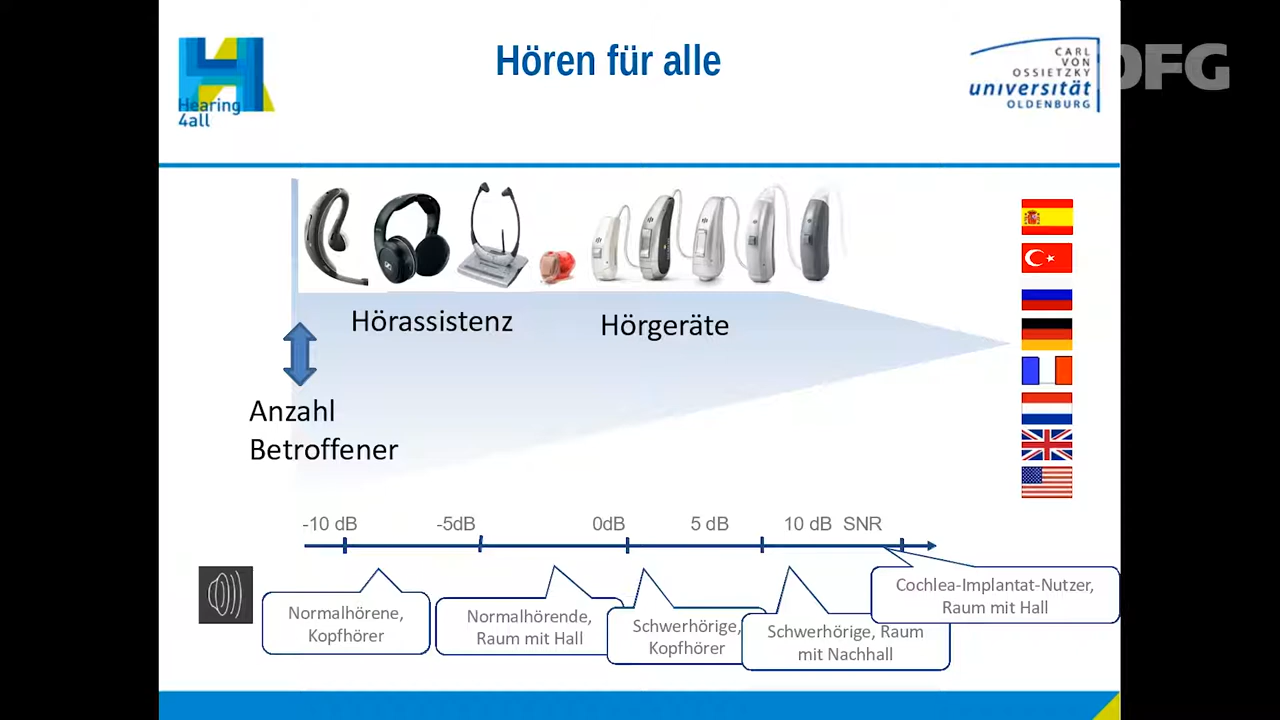 Hören für alle
Hearing
4all
CARL
VON
OSSIETZKY
universität
OLDENBURG
DFG
Hörassistenz
Hörgeräte
Anzahl
Betroffener
-10 dB
-5dB
0dB
5 dB
10 dB SNR
Normalhörene,
Kopfhörer
Normalhörende,
Raum mit Hall
Schwerhörige,
Kopfhörer
Schwerhörige, Raum
mit Nachhall
Cochlea-Implantat-Nutzer,
Raum mit Hall